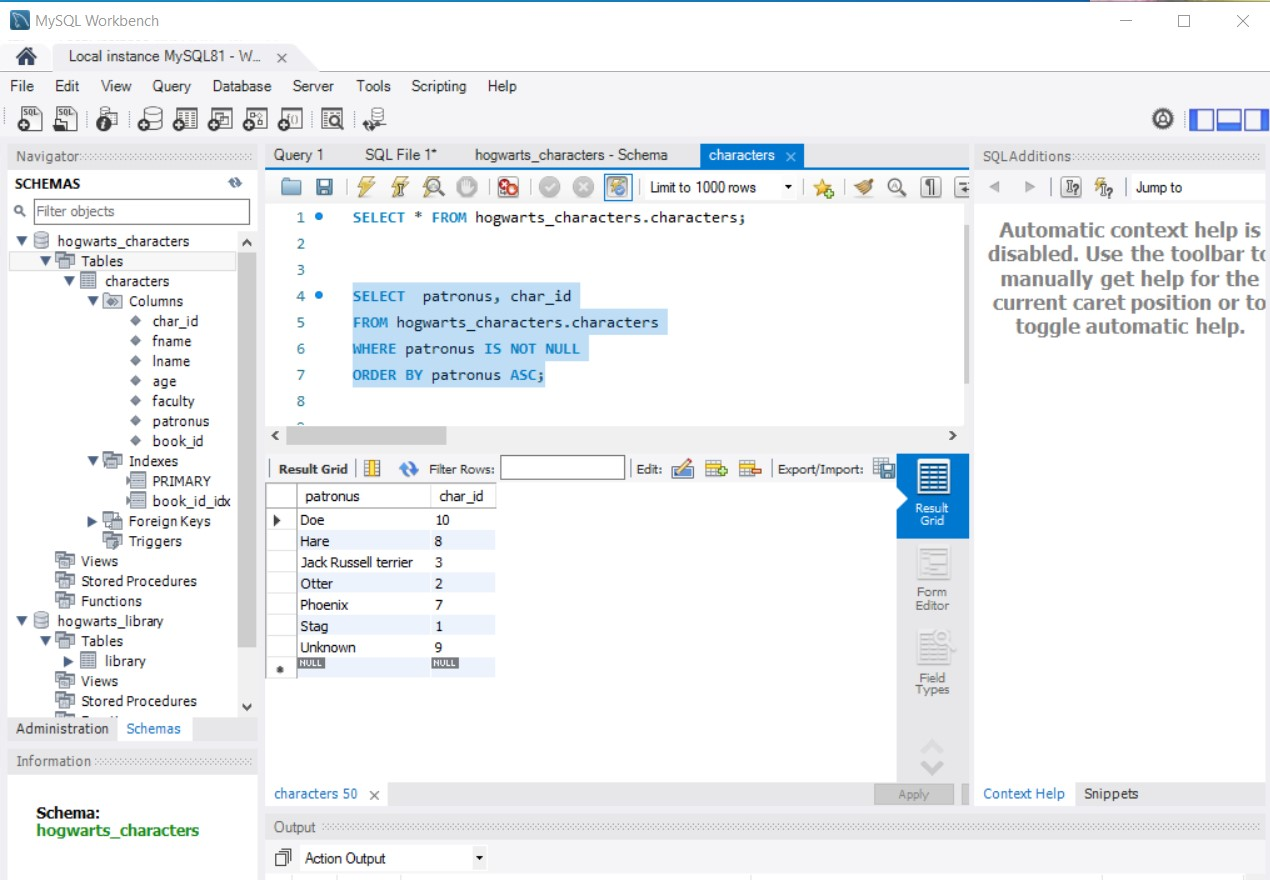 MySQL Workbench
Local instance MySQL81 - W...
File Edit View Query Database Server Tools Scripting Help
Navigator
SCHEMAS
Filter objects
hogwarts_characters
Tables
characters
Columns
char_id
fname
lname
age
faculty
patronus
book_id
Indexes
PRIMARY
book_id_idx
Foreign Keys
Triggers
Views
Stored Procedures
Functions
hogwarts_library
Tables
library
Views
Stored Procedures
Administration Schemas
Information
Schema:
hogwarts_characters
Query 1 SQL File 1* hogwarts_characters - Schema characters
Limit to 1000 rows
1 SELECT * FROM hogwarts_characters.characters;
2
3
4 SELECT patronus, char_id
5 FROM hogwarts_characters.characters
6 WHERE patronus IS NOT NULL
7 ORDER BY patronus ASC;
8
Result Grid Filter Rows: Edit: Export/Import:
patronus char_id
Doe 10
Hare 8
Jack Russell terrier 3
Otter 2
Phoenix 7
Stag 1
Unknown 9
NULL NULL
Result
Grid
Form
Editor
Field
Types
characters 50
Apply
Output
Action Output
SQLAdditions
Jump to
Automatic context help is
disabled. Use the toolbar to
manually get help for the
current caret position or to
toggle automatic help.
Context Help Snippets